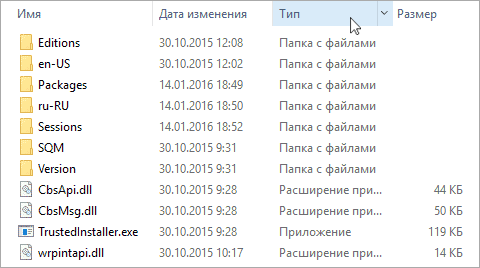 Имя Дата изменения Тип Размер
Editions 30.10.2015 12:08 Папка с файлами
en-US 30.10.2015 12:02 Папка с файлами
Packages 14.01.2016 18:49 Папка с файлами
ru-RU 14.01.2016 18:50 Папка с файлами
Sessions 14.01.2016 18:52 Папка с файлами
SQM 30.10.2015 9:31 Папка с файлами
Version 30.10.2015 9:31 Папка с файлами
CbsApi.dll 30.10.2015 9:28 Расширение при... 44 КБ
CbsMsg.dll 30.10.2015 9:28 Расширение при... 50 КБ
TrustedInstaller.exe 30.10.2015 9:28 Приложение 119 КБ
wrpintapi.dll 30.10.2015 10:17 Расширение при... 14 КБ